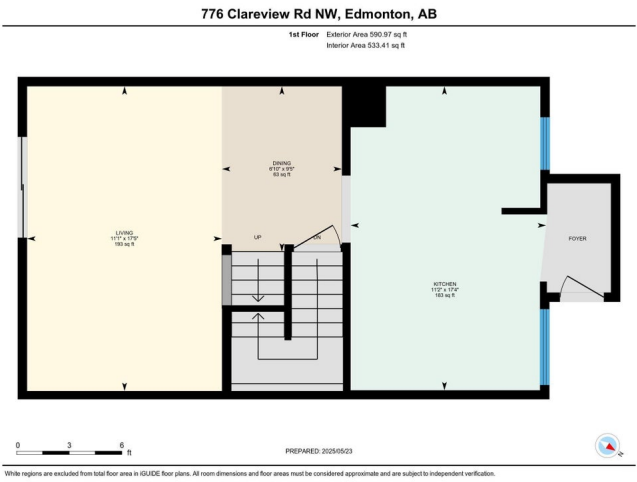 776 Clareview Rd NW, Edmonton, AB
1st Floor Exterior Area 590.97 sq ft
Interior Area 533.41 sq ft
DINING
6'10" x 9'5"
63 sq ft
LIVING
11'1" x 17'5"
193 sq ft
UP
DN
FOYER
KITCHEN
11'2" x 17'4"
183 sq ft
0 3 6
ft
PREPARED: 2025/05/23
N
White regions are excluded from total floor area in iGUIDE floor plans. All room dimensions and floor areas must be considered approximate and are subject to independent verification.